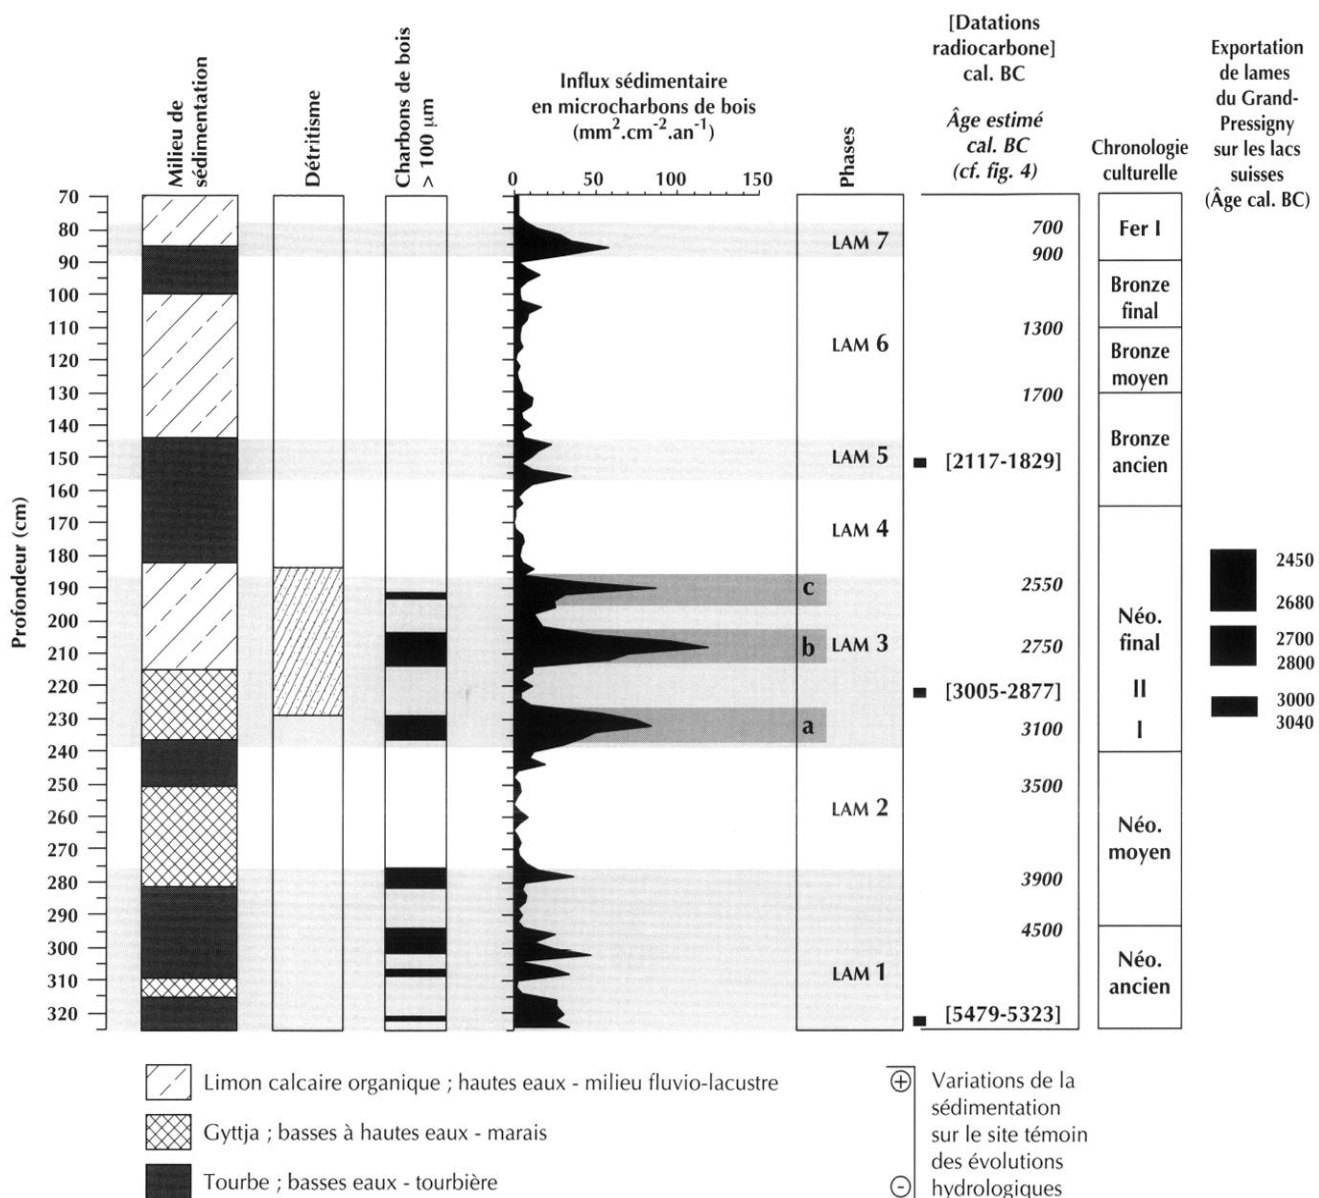 Milieu de
sédimentation
Détritisme
Charbons de bois
> 100 µm
Influx sédimentaire
en microcharbons de bois
(mm².cm⁻².an⁻¹)
0 50 100 150
Phases
[Datations
radiocarbone]
cal. BC
Âge estimé
cal. BC
(cf. fig. 4)
Chronologie
culturelle
Exportation
de lames
du Grand-
Pressigny
sur les lacs
suisses
(Âge cal. BC)
Profondeur (cm)
70
80
90
100
110
120
130
140
150
160
170
180
190
200
210
220
230
240
250
260
270
280
290
300
310
320
LAM 7
LAM 6
LAM 5
LAM 4
c
LAM 3
b
a
LAM 2
LAM 1
700
900
1300
1700
[2117-1829]
2550
2750
[3005-2877]
3100
3500
3900
4500
[5479-5323]
Fer I
Bronze
final
Bronze
moyen
Bronze
ancien
Néo.
final
II
I
Néo.
moyen
Néo.
ancien
2450
2680
2700
2800
3000
3040
Limon calcaire organique ; hautes eaux - milieu fluvio-lacustre
Gyttja ; basses à hautes eaux - marais
Tourbe ; basses eaux - tourbière
+
Variations de la
sédimentation
sur le site témoin
des évolutions
hydrologiques
-